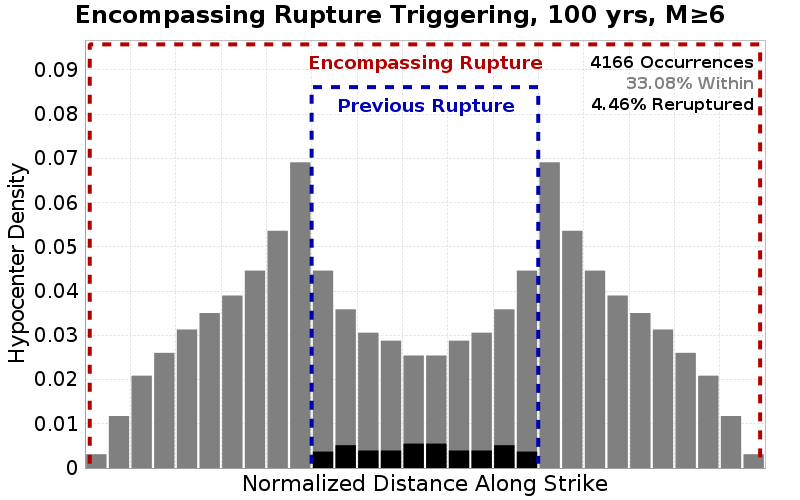 Encompassing Rupture Triggering, 100 yrs, M≥6
Encompassing Rupture
4166 Occurrences
33.08% Within
4.46% Reruptured
Previous Rupture
Hypocenter Density
0.09
0.08
0.07
0.06
0.05
0.04
0.03
0.02
0.01
0
Normalized Distance Along Strike